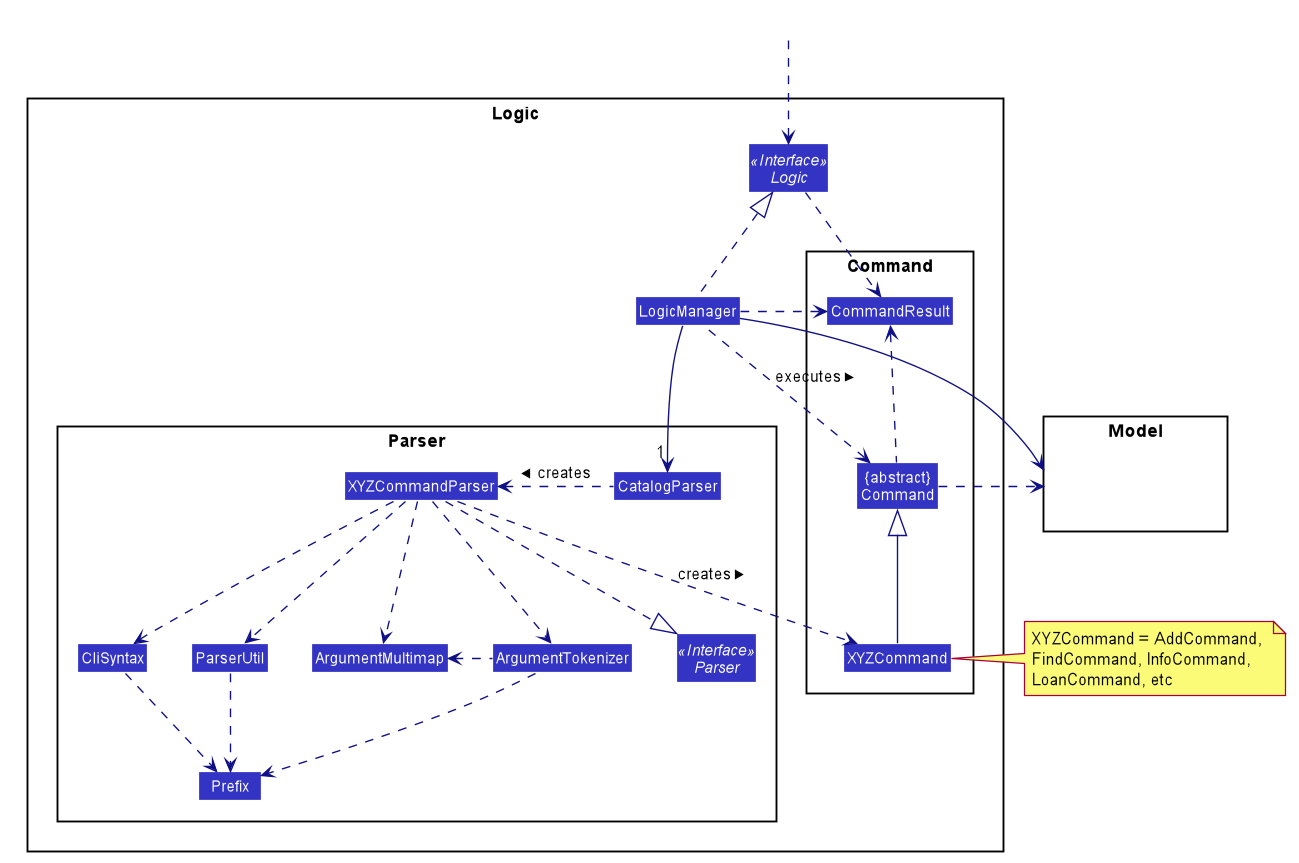 Logic
«Interface»
Logic
Command
LogicManager
CommandResult
executes ►
Parser
Model
1
◄ creates
XYZCommandParser
CatalogParser
{abstract}
Command
creates ►
XYZCommand = AddCommand,
FindCommand, InfoCommand,
LoanCommand, etc
CliSyntax
ParserUtil
ArgumentMultimap
ArgumentTokenizer
«Interface»
Parser
XYZCommand
Prefix